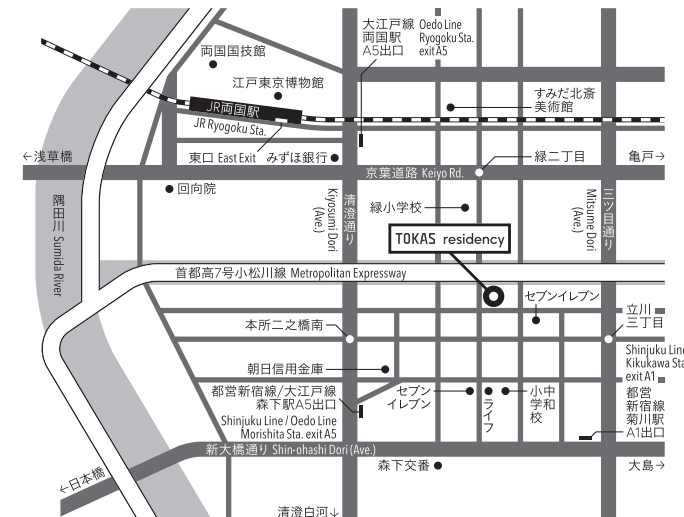 大江戸線 Oedo Line
両国駅 Ryogoku Sta.
A5出口 exit A5
両国国技館
江戸東京博物館
すみだ北斎
美術館
JR両国駅
JR Ryogoku Sta.
東口 East Exit
みずほ銀行
緑二丁目
←浅草橋
亀戸→
京葉道路 Keiyo Rd.
回向院
隅田川 Sumida River
清澄通り
Kiyosumi Dori
(Ave.)
緑小学校
三ツ目通り
Mitsume Dori
(Ave.)
TOKAS residency
首都高7号小松川線 Metropolitan Expressway
セブンイレブン
立川
三丁目
本所二之橋南
朝日信用金庫
Shinjuku Line
Kikukawa Sta.
exit A1
都営新宿線/大江戸線
森下駅A5出口
Shinjuku Line / Oedo Line
Morishita Sta. exit A5
セブン
イレブン
ライフ
中和
小学校
都営
新宿線
菊川駅
A1出口
新大橋通り Shin-ohashi Dori (Ave.)
←日本橋
森下交番
大島→
清澄白河↓